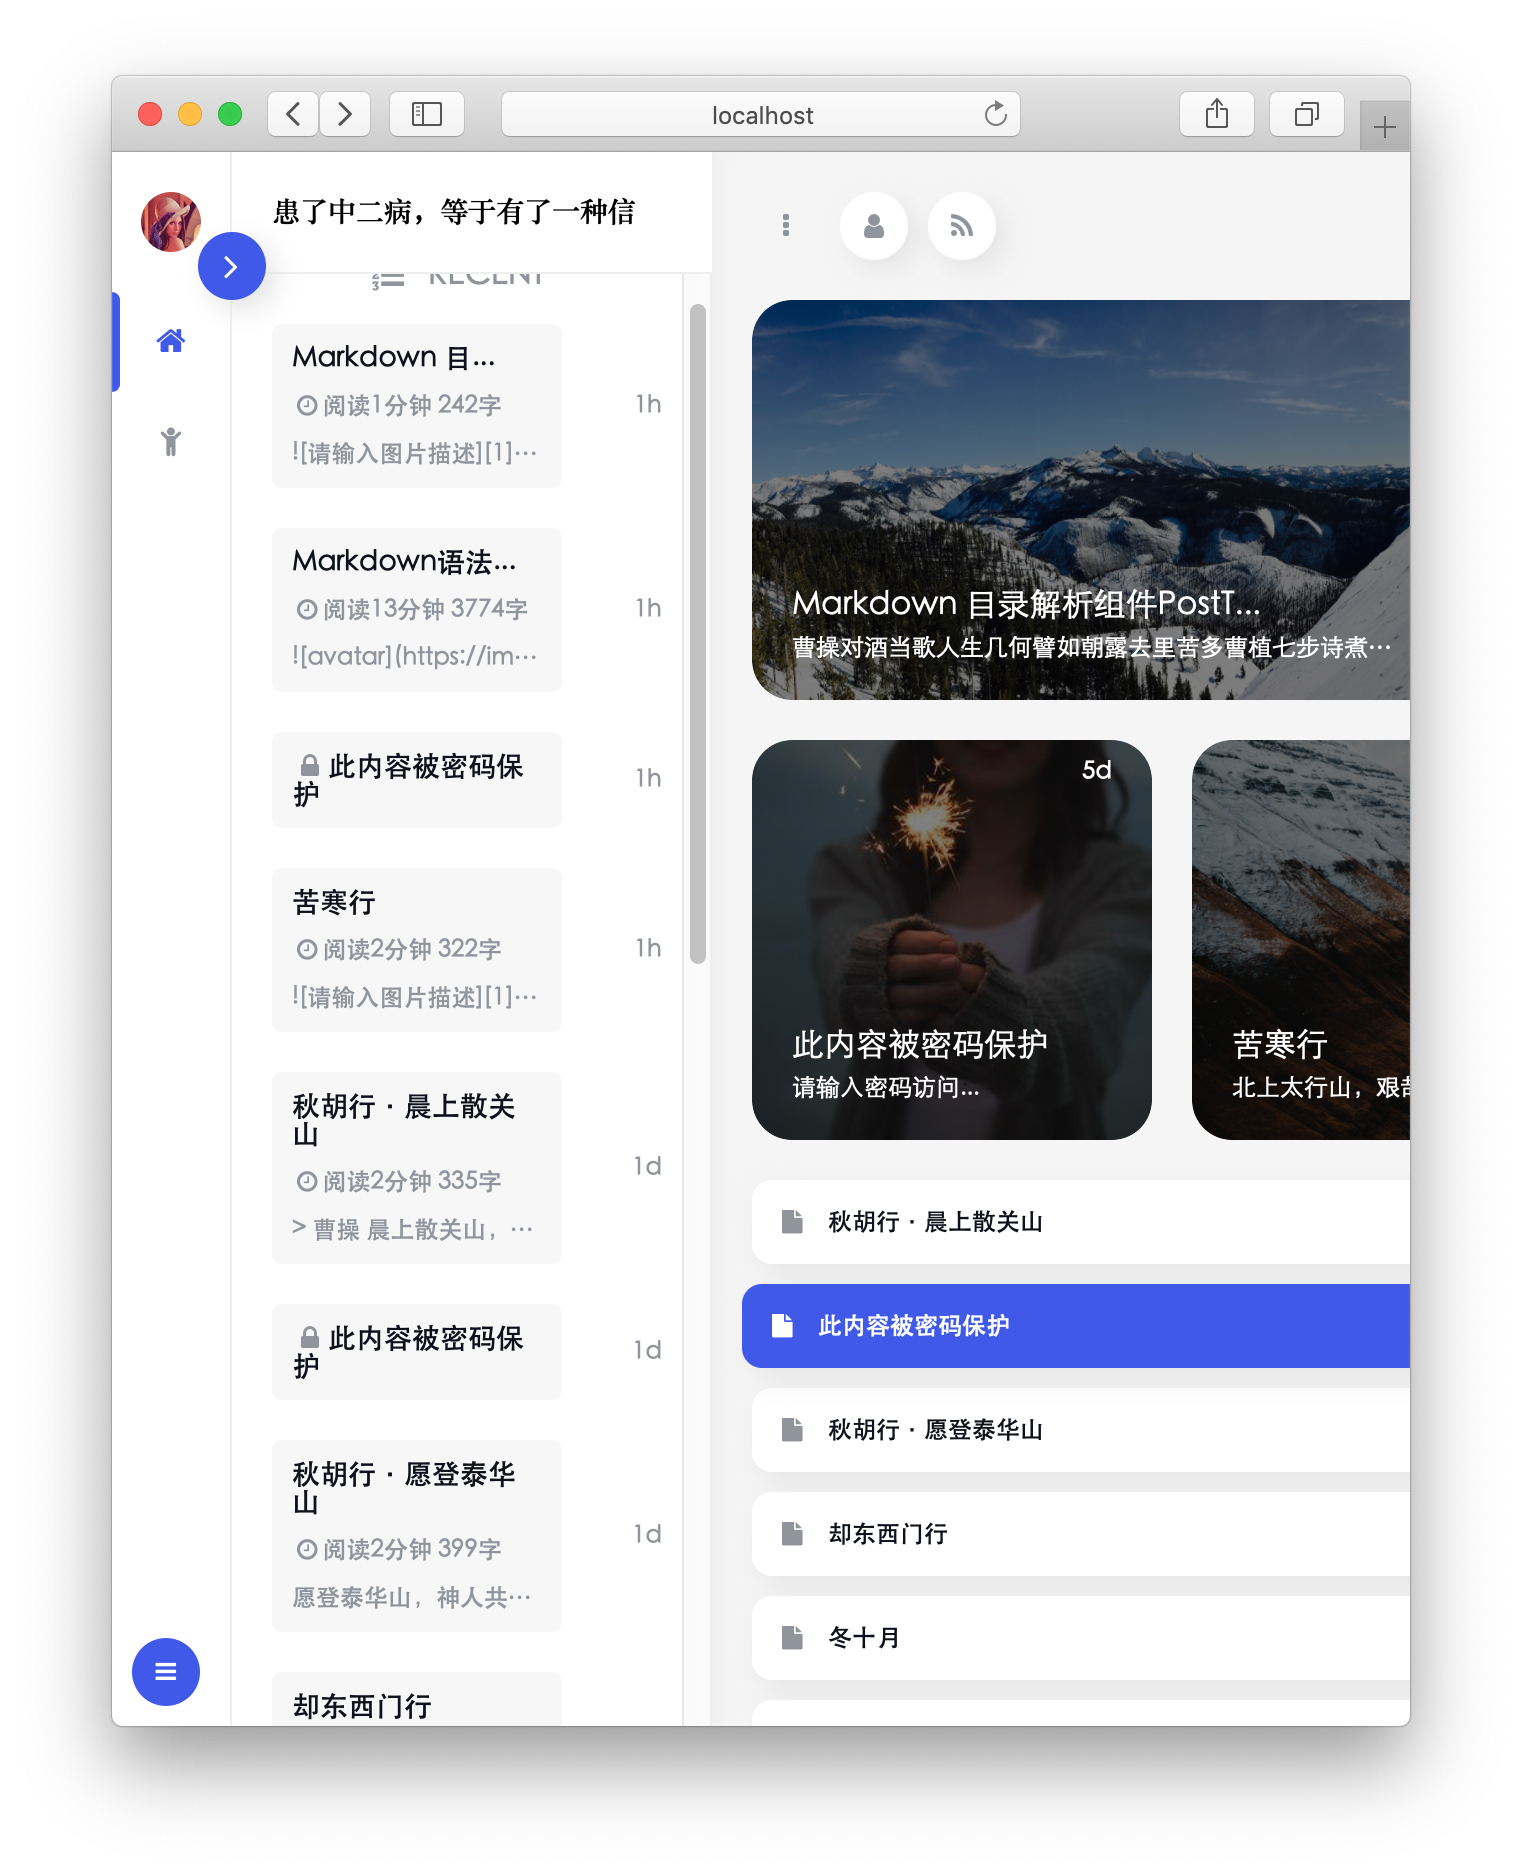 localhost
患了中二病，等于有了一种信
RECENT
Markdown 目...
阅读1分钟 242字
![请输入图片描述][1]···
1h
Markdown语法...
阅读13分钟 3774字
![avatar](https://im···
1h
此内容被密码保
护
1h
苦寒行
阅读2分钟 322字
![请输入图片描述][1]···
1h
秋胡行 · 晨上散关
山
阅读2分钟 335字
> 曹操 晨上散关山，···
1d
此内容被密码保
护
1d
秋胡行 · 愿登泰华
山
阅读2分钟 399字
愿登泰华山，神人共···
1d
却东西门行
Markdown 目录解析组件PostT...
曹操对酒当歌人生几何譬如朝露去里苦多曹植七步诗煮···
5d
此内容被密码保护
请输入密码访问...
苦寒行
北上太行山，艰哉
秋胡行 · 晨上散关山
此内容被密码保护
秋胡行 · 愿登泰华山
却东西门行
冬十月